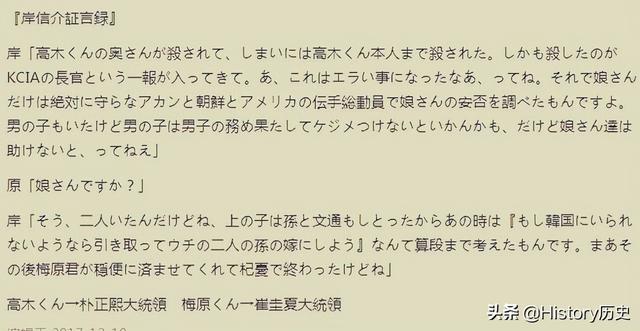 『岸信介証言録』
岸「高木くんの奥さんが殺されて、しまいには高木くん本人まで殺された。しかも殺したのが
KCIAの長官という一報が入ってきてきて。あ、これはエラい事になったなあ、ってね。それで娘さん
だけは絶対に守らなアカンと朝鮮とアメリカの伝手総動員で娘さんの安否を調べたもんですよ。
男の子もいたけど男の子は男子の務め果たしてケジメつけないといかんかも、だけど娘さん達は
助けないと、ってねえ」
原「娘さんですか？」
岸「そう、二人いたんだけどね、上の子は孫と文通もしとったからあの時は『もし韓国にいられ
ないようなら引き取ってウチの二人の孫の嫁にしよう』なんて算段まで考えたもんです。まあそ
の後梅原君が穏便に済ませてくれて杞憂で終わったけどね」
高木くん→朴正熙大統領　梅原くん→崔圭夏大統領
头条 @History历史